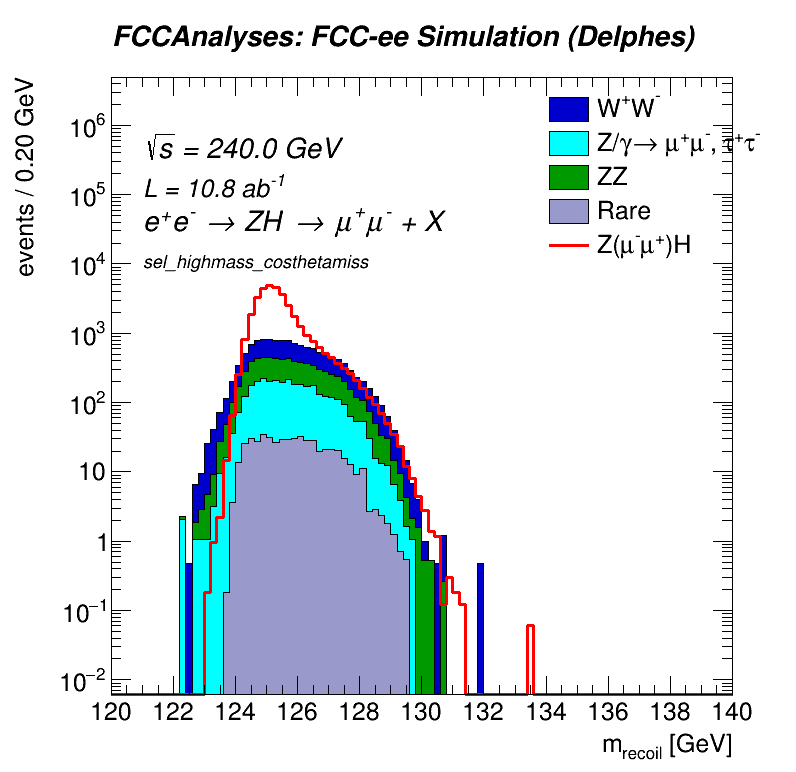 FCCAnalyses: FCC-ee Simulation (Delphes)
events / 0.20 GeV
√s = 240.0 GeV
L = 10.8 ab⁻¹
e⁺e⁻ → ZH → μ⁺μ⁻ + X
sel_highmass_costhetamiss
W⁺W⁻
Z/γ→ μ⁺μ⁻, τ⁺τ⁻
ZZ
Rare
Z(μ⁻μ⁺)H
10⁶
10⁵
10⁴
10³
10²
10
1
10⁻¹
10⁻²
120 122 124 126 128 130 132 134 136 138 140
m_recoil [GeV]